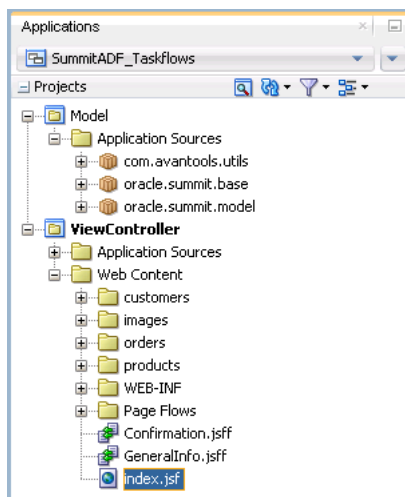 Applications
SummitADF_Taskflows
Projects
Model
Application Sources
com.avantools.utils
oracle.summit.base
oracle.summit.model
ViewController
Application Sources
Web Content
customers
images
orders
products
WEB-INF
Page Flows
Confirmation.jsff
GeneralInfo.jsff
index.jsf